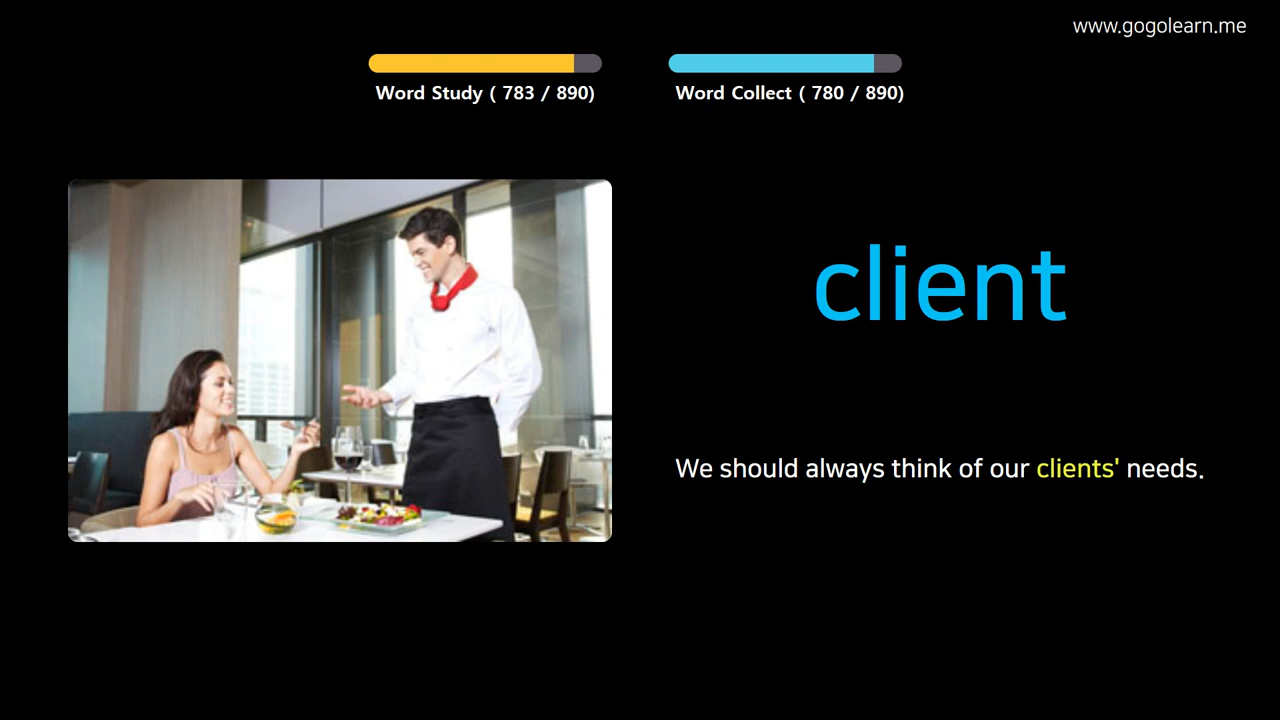 www.gogolearn.me
Word Study ( 783 / 890)
Word Collect ( 780 / 890)
client
We should always think of our clients' needs.